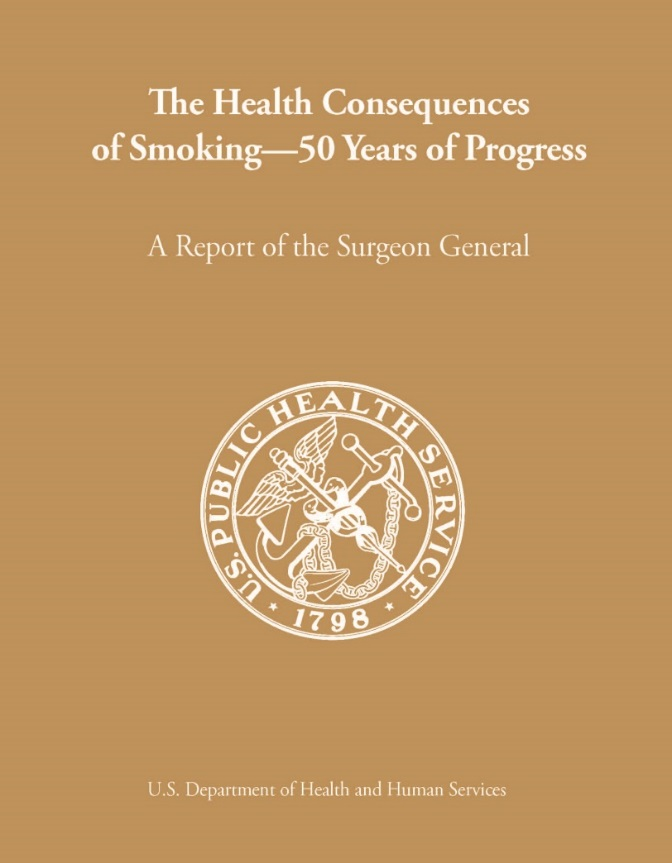 The Health Consequences
of Smoking—50 Years of Progress
A Report of the Surgeon General
U.S. PUBLIC HEALTH SERVICE
1798
U.S. Department of Health and Human Services